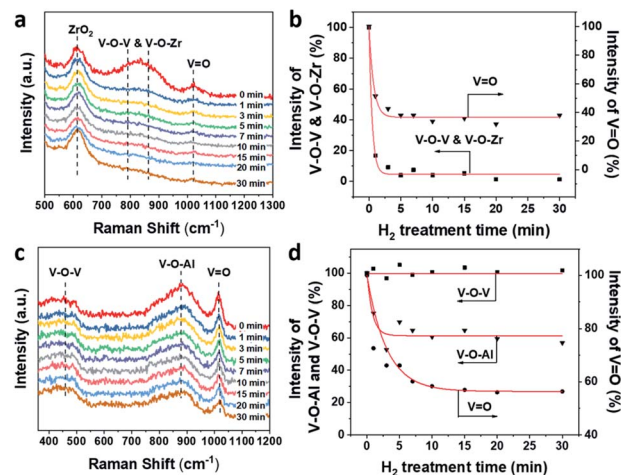 a
Intensity (a.u.)
ZrO2
V-O-V & V-O-Zr
V=O
0 min
1 min
3 min
5 min
7 min
10 min
15 min
20 min
30 min
500 600 700 800 900 1000 1100 1200
Raman Shift (cm-1)
b
Intensity of
V-O-V & V-O-Zr (%)
100
80
60
40
20
0
V=O
V-O-V & V-O-Zr
100
80
60
40
20
0
Intensity of V=O (%)
0 5 10 15 20 25 30
H2 treatment time (min)
c
Intensity (a.u.)
V-O-V
V-O-Al
V=O
0 min
1 min
3 min
5 min
7 min
10 min
15 min
20 min
30 min
400 500 600 700 800 900 1000 1100 1200
Raman Shift (cm-1)
d
Intensity of
V-O-Al and V-O-V (%)
120
100
80
60
40
20
0
V-O-V
V-O-Al
V=O
100
80
60
40
Intensity of V=O (%)
0 5 10 15 20 25 30
H2 treatment time (min)